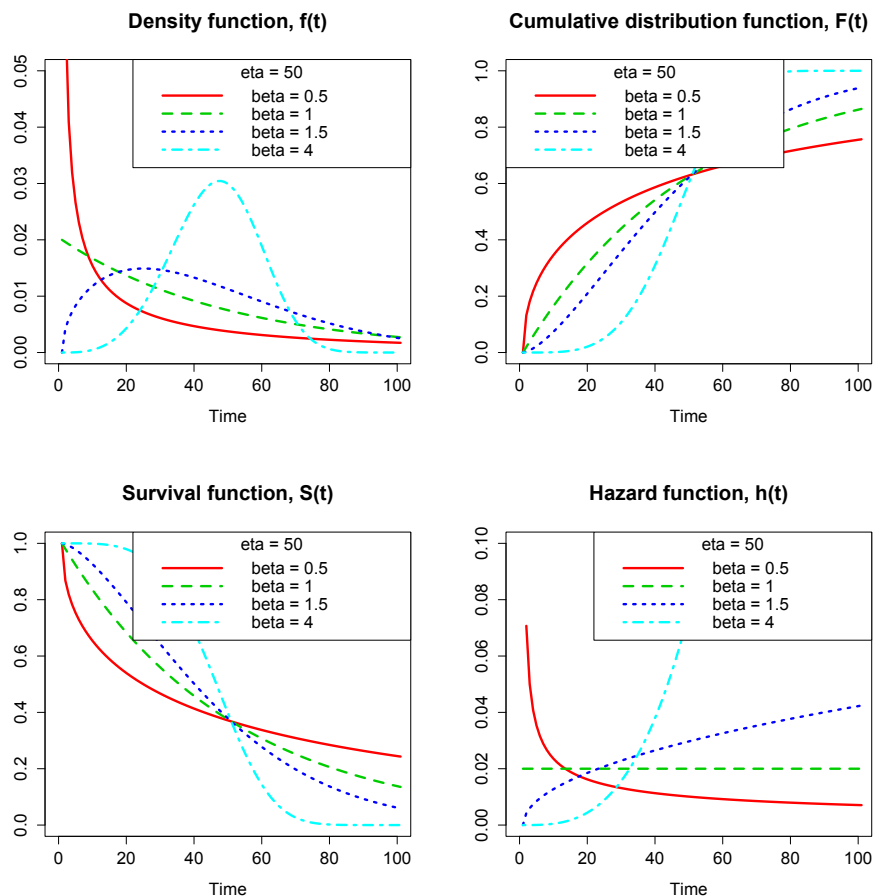 Density function, f(t)
eta = 50
beta = 0.5
beta = 1
beta = 1.5
beta = 4
0.00
0.01
0.02
0.03
0.04
0.05
0
20
40
60
80
100
Time
Cumulative distribution function, F(t)
eta = 50
beta = 0.5
beta = 1
beta = 1.5
beta = 4
0.0
0.2
0.4
0.6
0.8
1.0
0
20
40
60
80
100
Time
Survival function, S(t)
eta = 50
beta = 0.5
beta = 1
beta = 1.5
beta = 4
0.0
0.2
0.4
0.6
0.8
1.0
0
20
40
60
80
100
Time
Hazard function, h(t)
eta = 50
beta = 0.5
beta = 1
beta = 1.5
beta = 4
0.00
0.02
0.04
0.06
0.08
0.10
0
20
40
60
80
100
Time